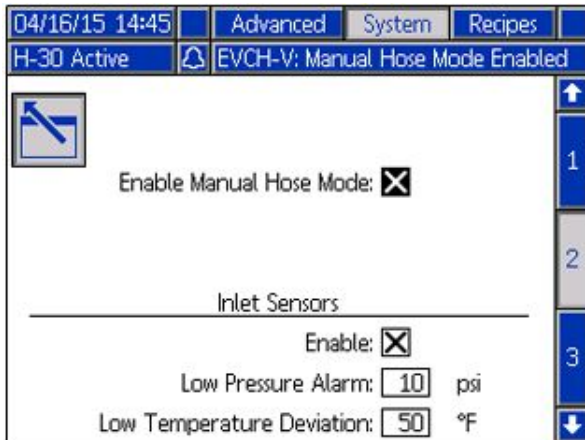 04/16/15 14:45 Advanced System Recipes
H-30 Active EVCH-V: Manual Hose Mode Enabled
1
Enable Manual Hose Mode:
2
Inlet Sensors
Enable:
3
Low Pressure Alarm: 10 psi
Low Temperature Deviation: 50 °F